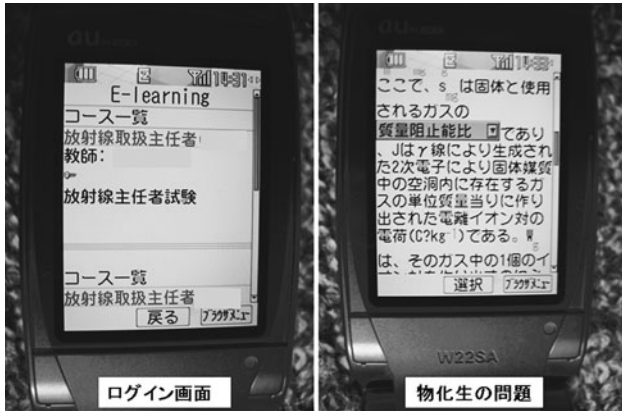 au
10:31
E-learning
コース一覧
放射線取扱主任者
教師:
放射線主任者試験
コース一覧
放射線取扱主任者
戻る ブラウザメニュー
ログイン画面
mg g
ここで、s は固体と使用
mg
されるガスの
質量阻止能比 であり
、Jはγ線により生成され
た2次電子により固体媒質
中の空洞内に存在するガ
スの単位質量当りに作り
出された電離イオン対の
電荷(C?kg⁻¹)である。W
g
は、そのガス中の1個のイ
選択 ブラウザメニュー
W22SA
物化生の問題